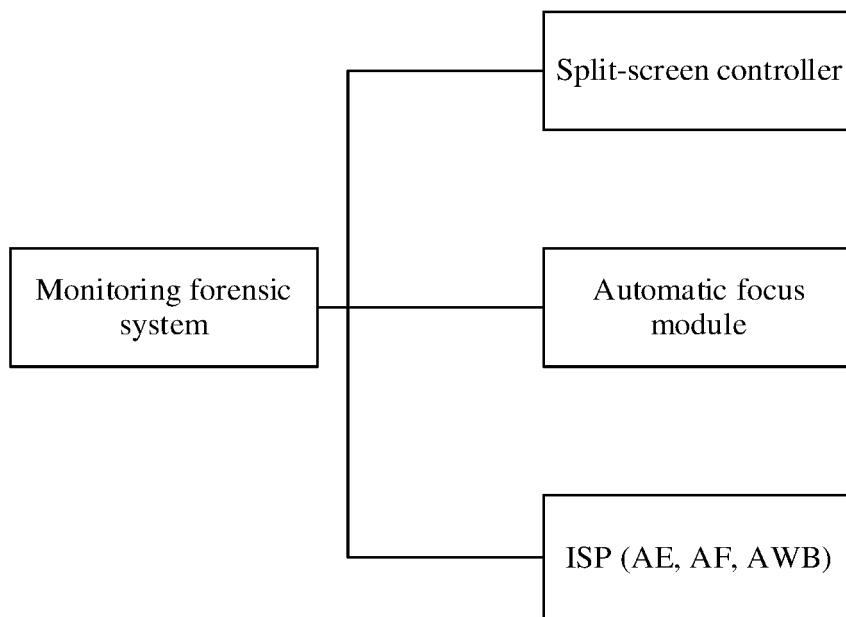 Split-screen controller
Monitoring forensic
system
Automatic focus
module
ISP (AE, AF, AWB)